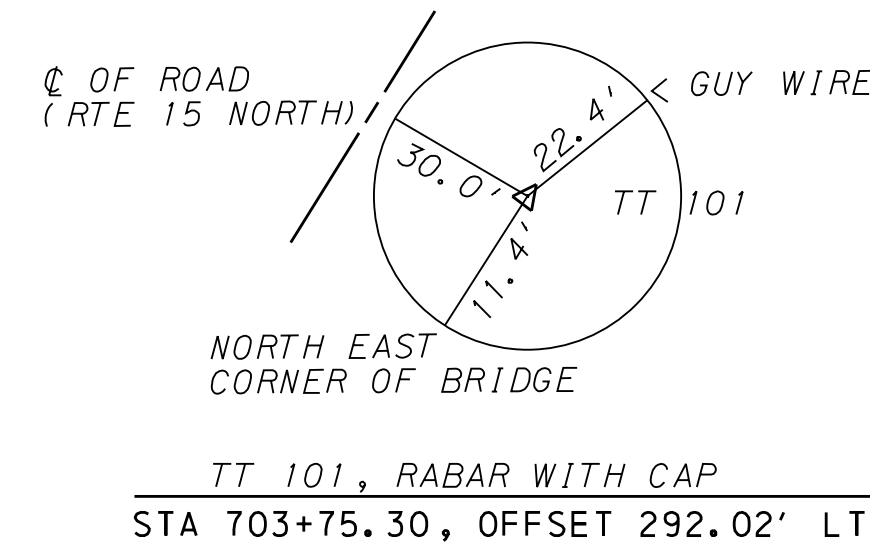 ℄ OF ROAD
(RTE 15 NORTH)
< GUY WIRE
22.4'
30.0'
TT 101
11.4'
NORTH EAST
CORNER OF BRIDGE
TT 101, RABAR WITH CAP
STA 703+75.30, OFFSET 292.02' LT